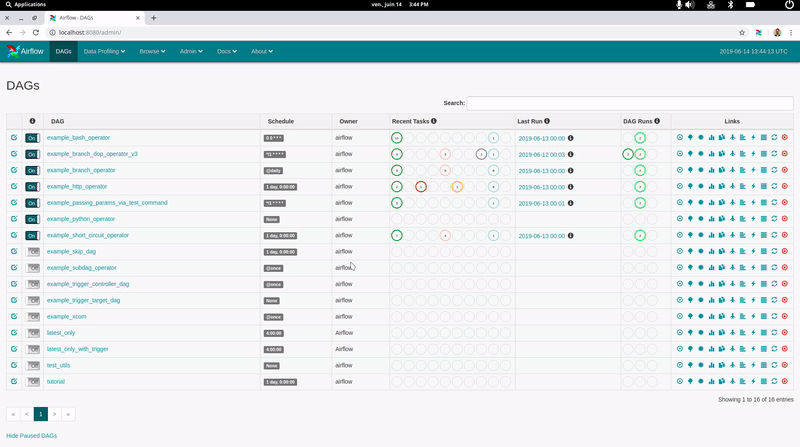 Applications
ven., juin 14 3:44 PM
Airflow - DAGs
localhost:8080/admin/
Airflow DAGs Data Profiling Browse Admin Docs About 2019-06-14 13:44:13 UTC
DAGs
Search:
DAG Schedule Owner Recent Tasks Last Run DAG Runs Links
On example_bash_operator 0 0 * * * airflow 2019-06-13 00:00
On example_branch_dop_operator_v3 */1 * * * * airflow 2019-06-12 00:03
On example_branch_operator @daily airflow 2019-06-13 00:00
On example_http_operator 1 day, 0:00:00 airflow 2019-06-13 00:00
On example_passing_params_via_test_command */1 * * * * airflow 2019-06-13 00:01
On example_python_operator None airflow
On example_short_circuit_operator 1 day, 0:00:00 airflow 2019-06-13 00:00
Off example_skip_dag 1 day, 0:00:00 airflow
Off example_subdag_operator @once airflow
Off example_trigger_controller_dag @once airflow
Off example_trigger_target_dag None airflow
Off example_xcom @once airflow
Off latest_only 4:00:00 Airflow
Off latest_only_with_trigger 4:00:00 Airflow
Off test_utils None airflow
Off tutorial 1 day, 0:00:00 airflow
Showing 1 to 16 of 16 entries
« < 1 > »
Hide Paused DAGs